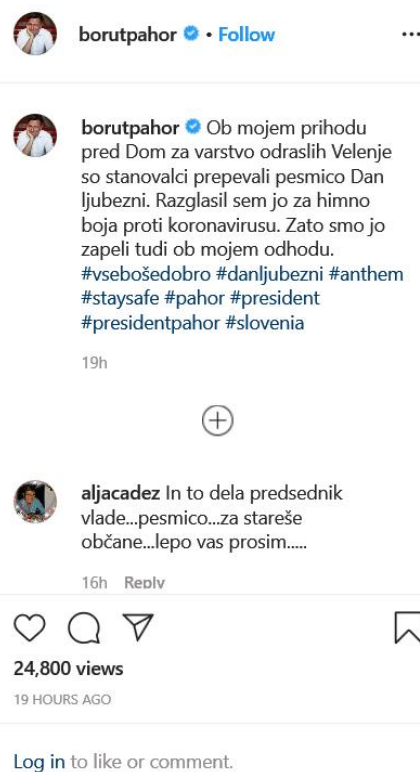 borutpahor • Follow
borutpahor Ob mojem prihodu
pred Dom za varstvo odraslih Velenje
so stanovalci prepevali pesmico Dan
ljubezni. Razglasil sem jo za himno
boja proti koronavirusu. Zato smo jo
zapeli tudi ob mojem odhodu.
#vsebošedobro #danljubezni #anthem
#staysafe #pahor #president
#presidentpahor #slovenia
19h
aljacadez In to dela predsednik
vlade...pesmico...za stareše
občane...lepo vas prosim.....
16h Reply
24,800 views
19 HOURS AGO
Log in to like or comment.